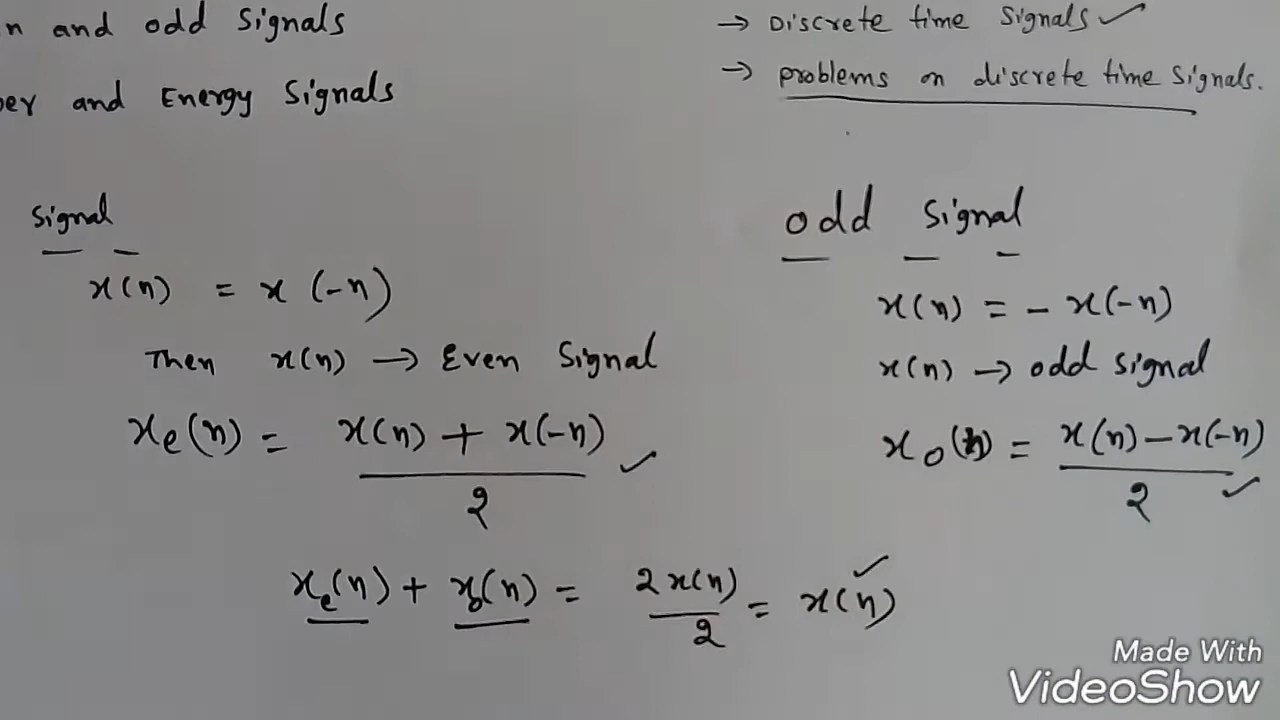 n and odd Signals
→ Discrete time Signals ✓
er and Energy Signals
→ problems on discrete time Signals.
Signal
odd Signal
x(n) = x(-n)
x(n) = - x(-n)
Then x(n) → Even Signal
x(n) → odd Signal
xe(n) = x(n) + x(-n) / 2 ✓
xo(n) = x(n) - x(-n) / 2 ✓
xe(n) + xo(n) = 2x(n) / 2 = x(n) ✓
Made With
VideoShow